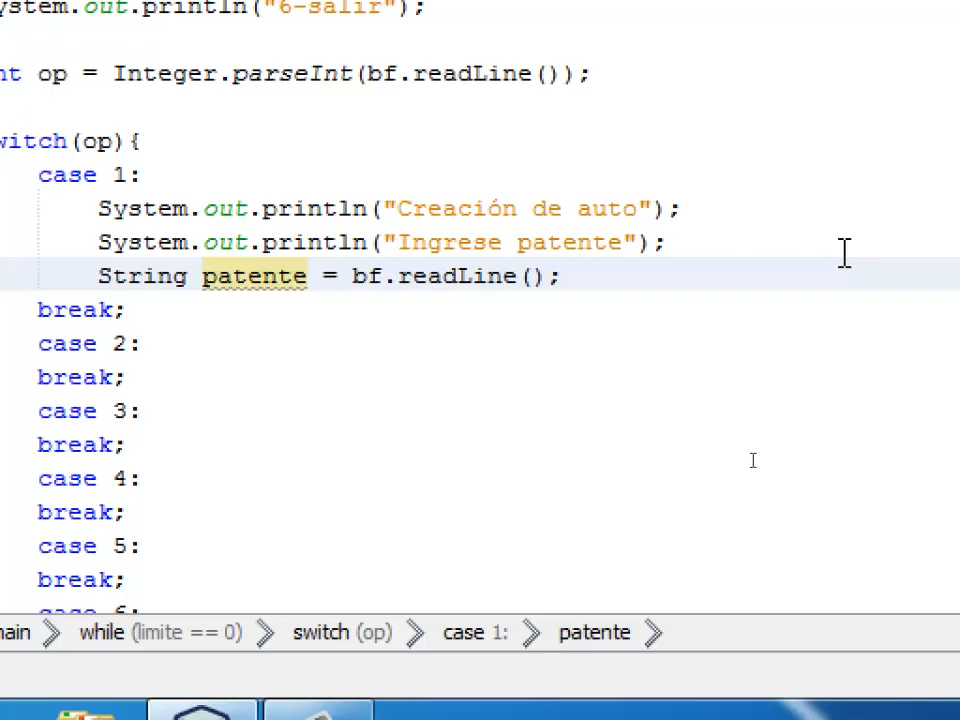 ystem.out.println("6-salir");
nt op = Integer.parseInt(bf.readLine());
witch(op){
case 1:
System.out.println("Creación de auto");
System.out.println("Ingrese patente");
String patente = bf.readLine();
break;
case 2:
break;
case 3:
break;
case 4:
break;
case 5:
break;
case 6:
main while (limite == 0) switch (op) case 1: patente